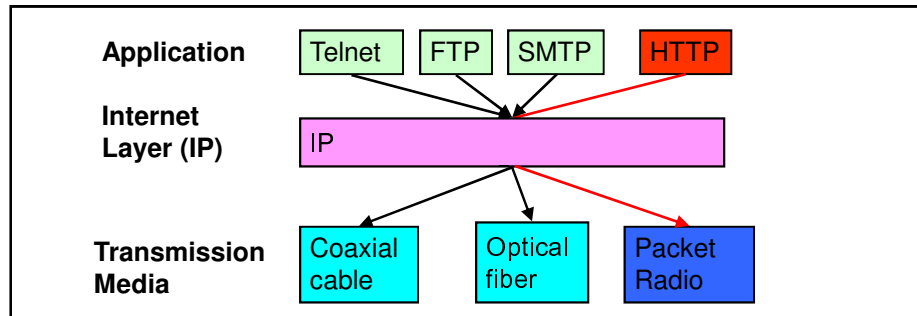 Application
Telnet
FTP
SMTP
HTTP
Internet
Layer (IP)
IP
Transmission
Media
Coaxial
cable
Optical
fiber
Packet
Radio